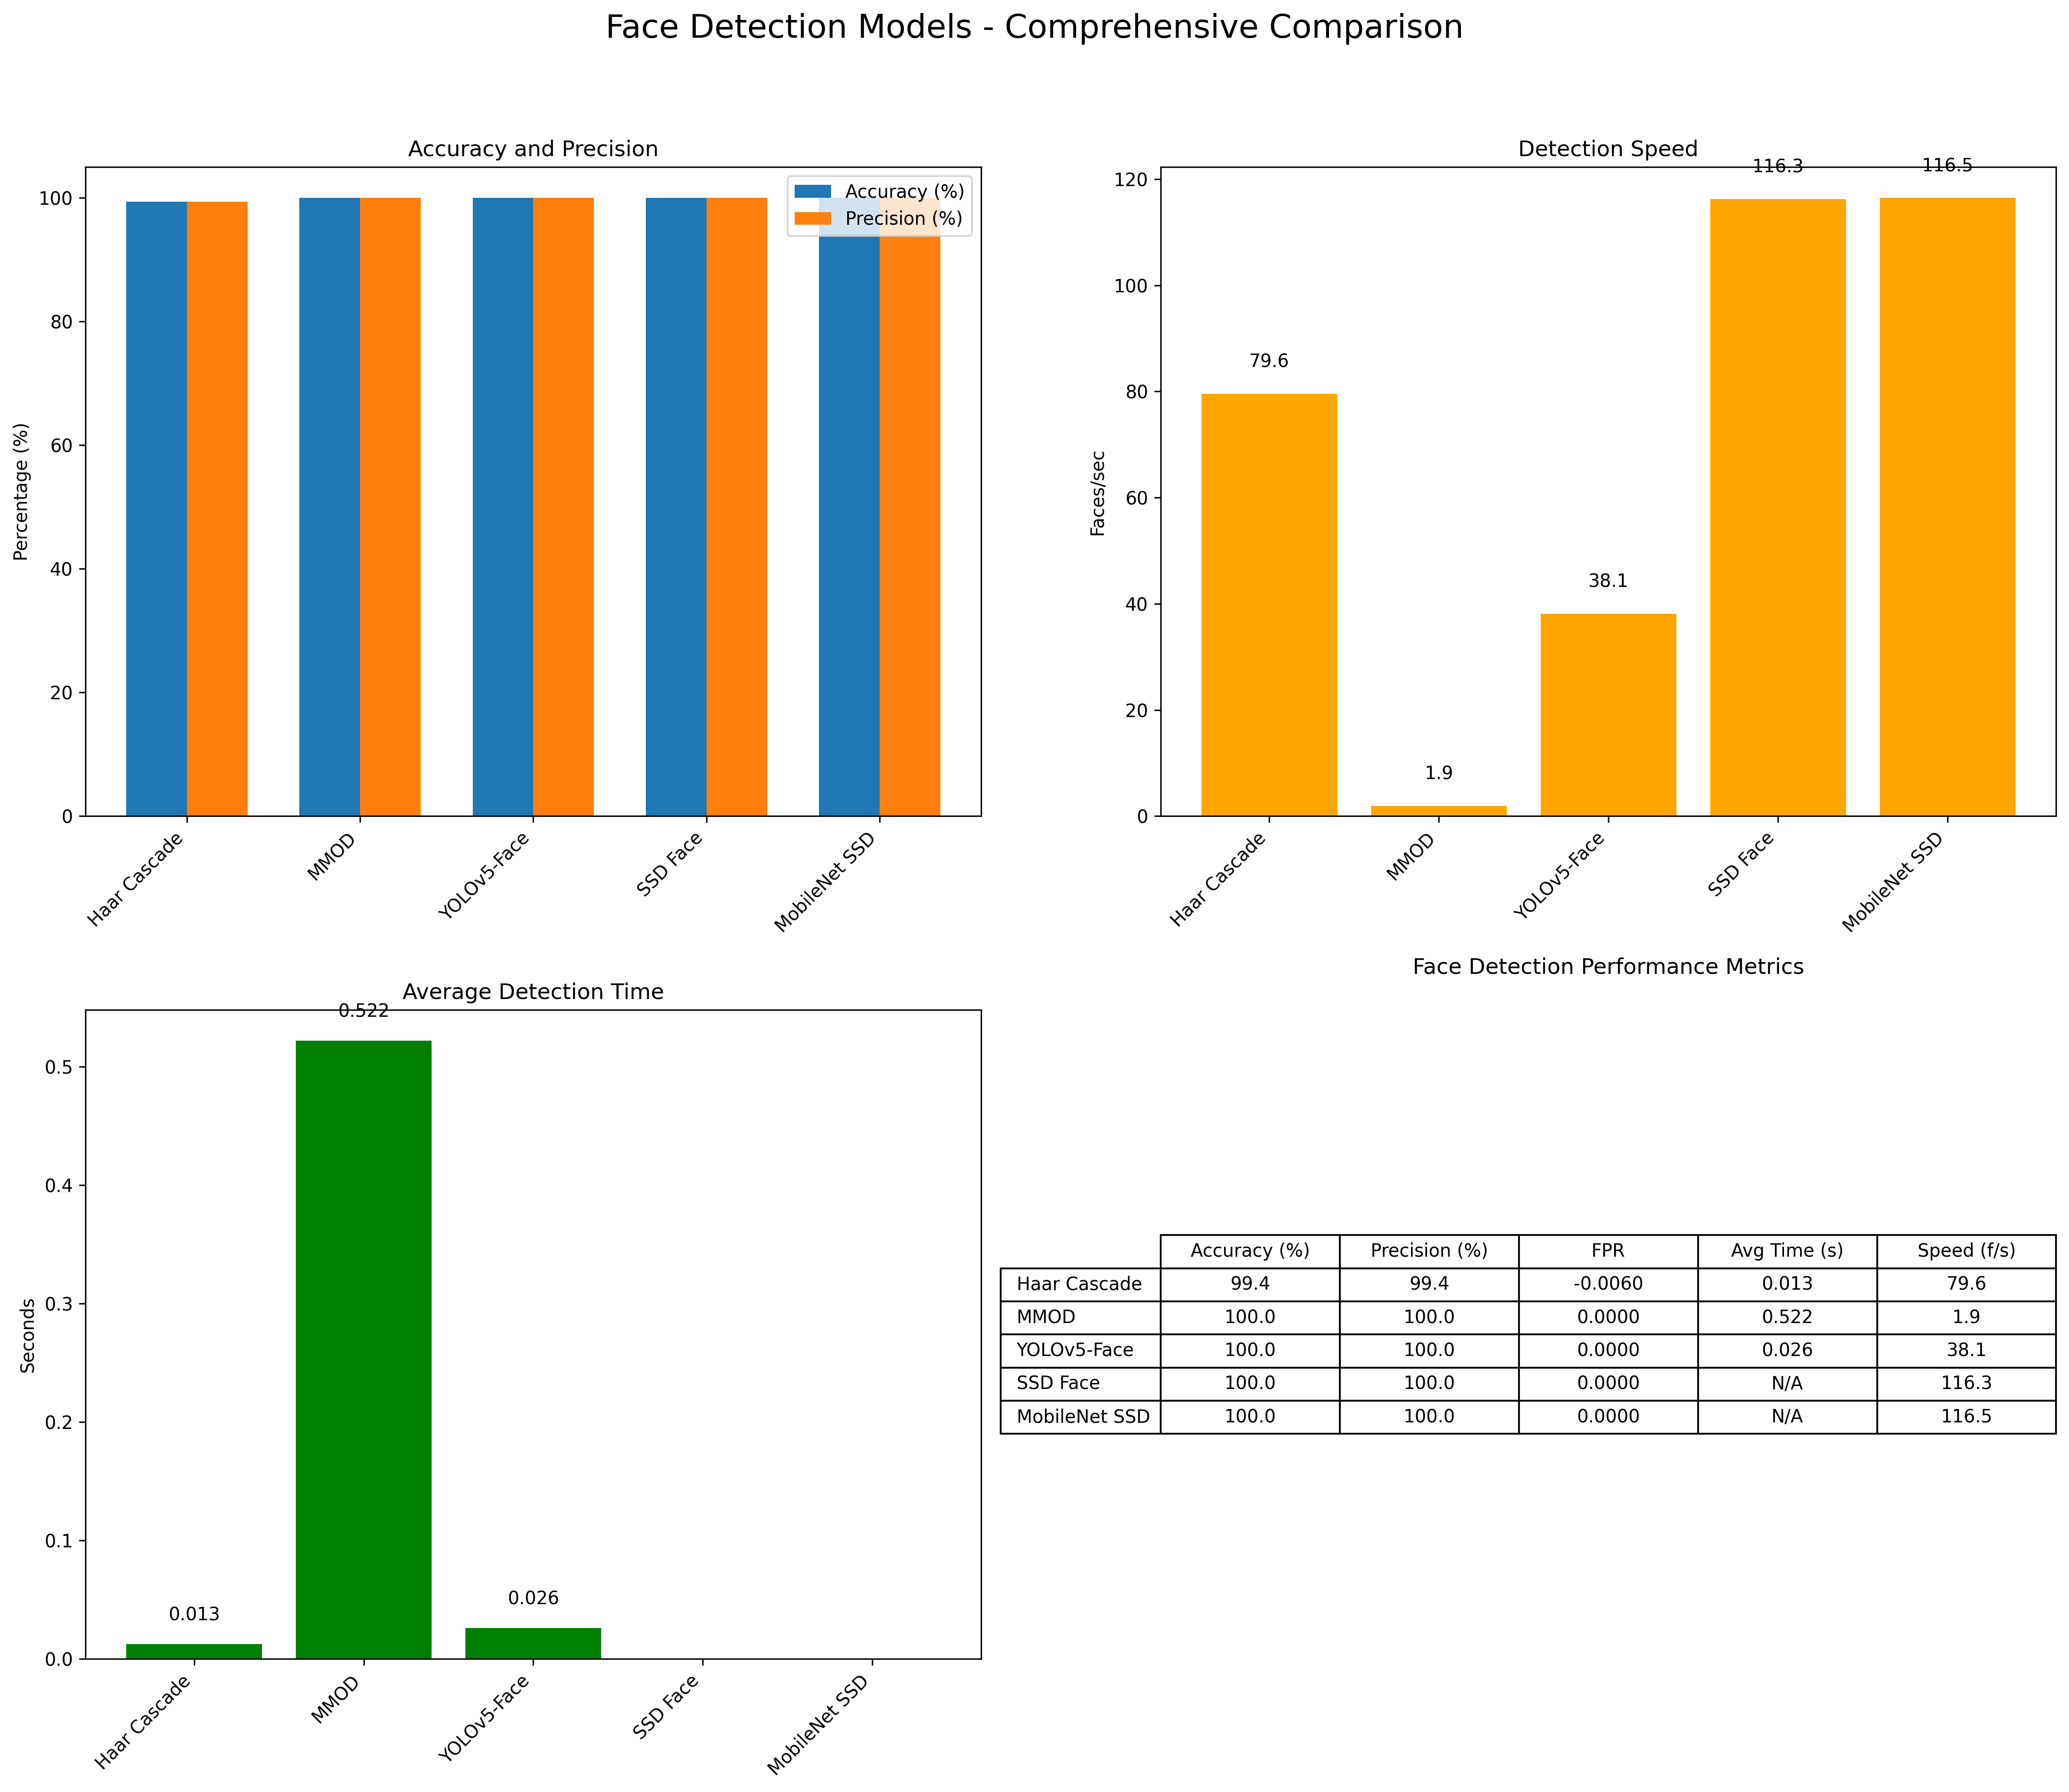 Face Detection Models - Comprehensive Comparison
Accuracy and Precision
Accuracy (%)
Precision (%)
Percentage (%)
100
80
60
40
20
0
Haar Cascade
MMOD
YOLOv5-Face
SSD Face
MobileNet SSD
Detection Speed
Faces/sec
120
100
80
60
40
20
0
79.6
1.9
38.1
116.3
116.5
Haar Cascade
MMOD
YOLOv5-Face
SSD Face
MobileNet SSD
Average Detection Time
Seconds
0.5
0.4
0.3
0.2
0.1
0.0
0.013
0.522
0.026
Haar Cascade
MMOD
YOLOv5-Face
SSD Face
MobileNet SSD
Face Detection Performance Metrics
Accuracy (%) Precision (%) FPR Avg Time (s) Speed (f/s)
Haar Cascade 99.4 99.4 -0.0060 0.013 79.6
MMOD 100.0 100.0 0.0000 0.522 1.9
YOLOv5-Face 100.0 100.0 0.0000 0.026 38.1
SSD Face 100.0 100.0 0.0000 N/A 116.3
MobileNet SSD 100.0 100.0 0.0000 N/A 116.5